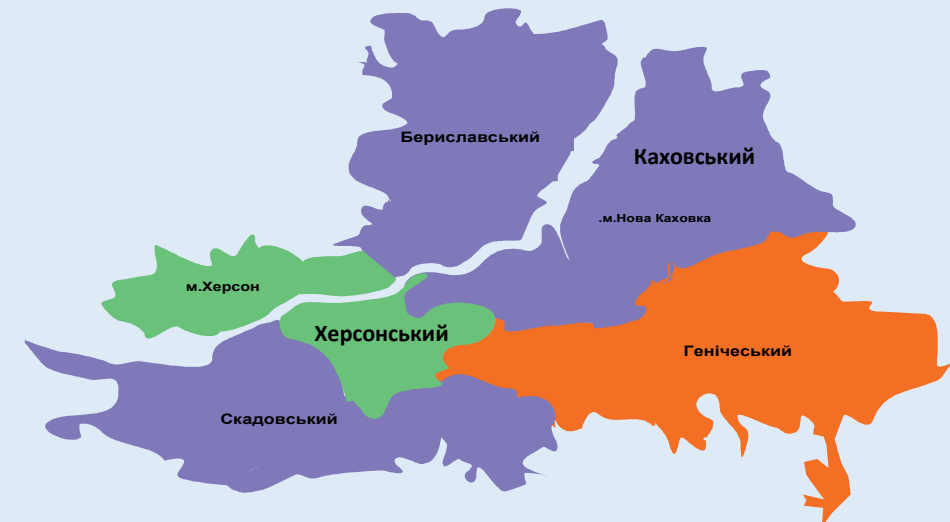 Бериславський
Каховський
.м.Нова Каховка
м.Херсон
Херсонський
Генічеський
Скадовський